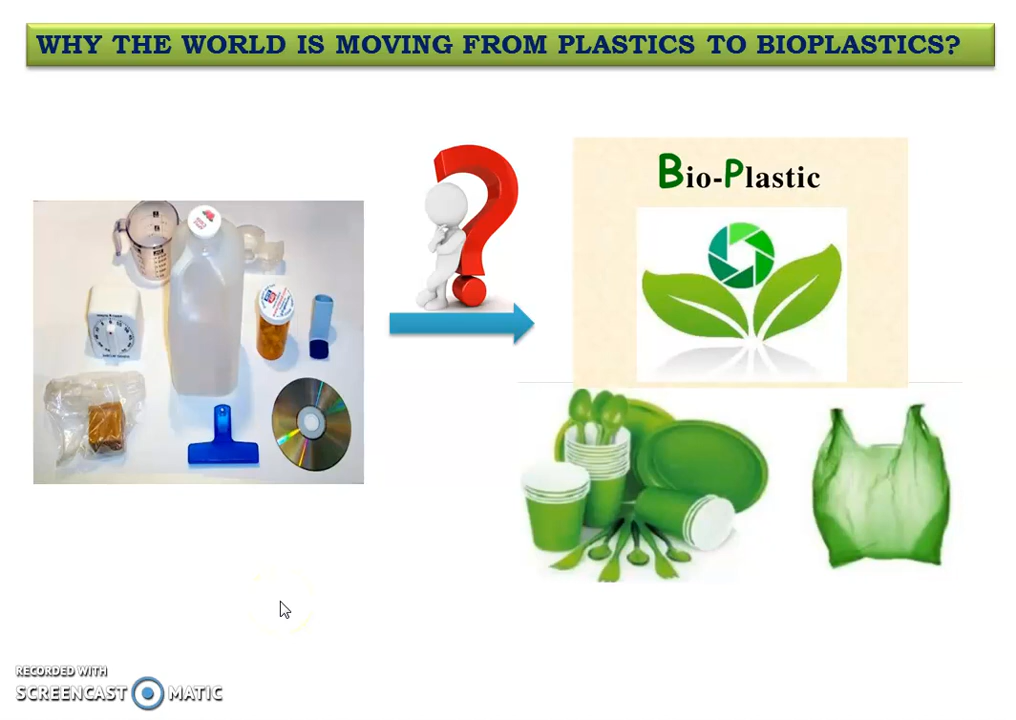 WHY THE WORLD IS MOVING FROM PLASTICS TO BIOPLASTICS?
Bio-Plastic
RECORDED WITH
SCREENCAST MATIC